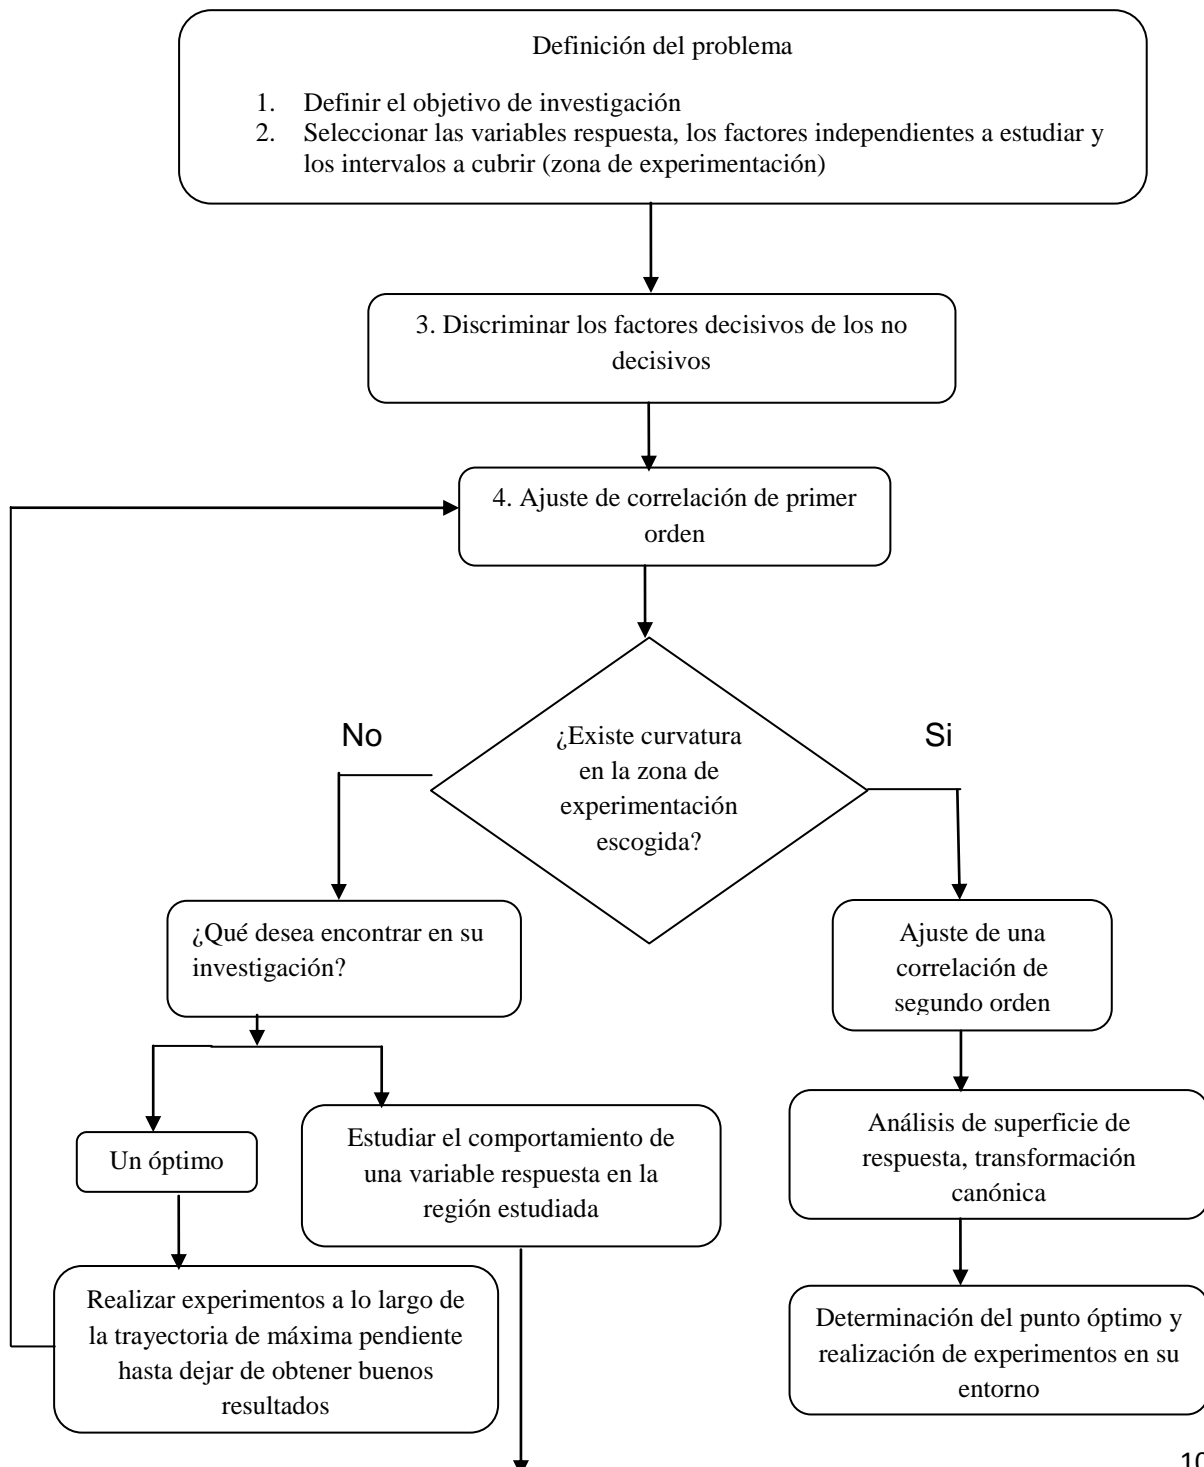 Definición del problema
1. Definir el objetivo de investigación
2. Seleccionar las variables respuesta, los factores independientes a estudiar y
los intervalos a cubrir (zona de experimentación)
3. Discriminar los factores decisivos de los no
decisivos
4. Ajuste de correlación de primer
orden
¿Existe curvatura
en la zona de
experimentación
escogida?
No
Si
¿Qué desea encontrar en su
investigación?
Ajuste de una
correlación de
segundo orden
Un óptimo
Estudiar el comportamiento de
una variable respuesta en la
región estudiada
Análisis de superficie de
respuesta, transformación
canónica
Realizar experimentos a lo largo de
la trayectoria de máxima pendiente
hasta dejar de obtener buenos
resultados
Determinación del punto óptimo y
realización de experimentos en su
entorno